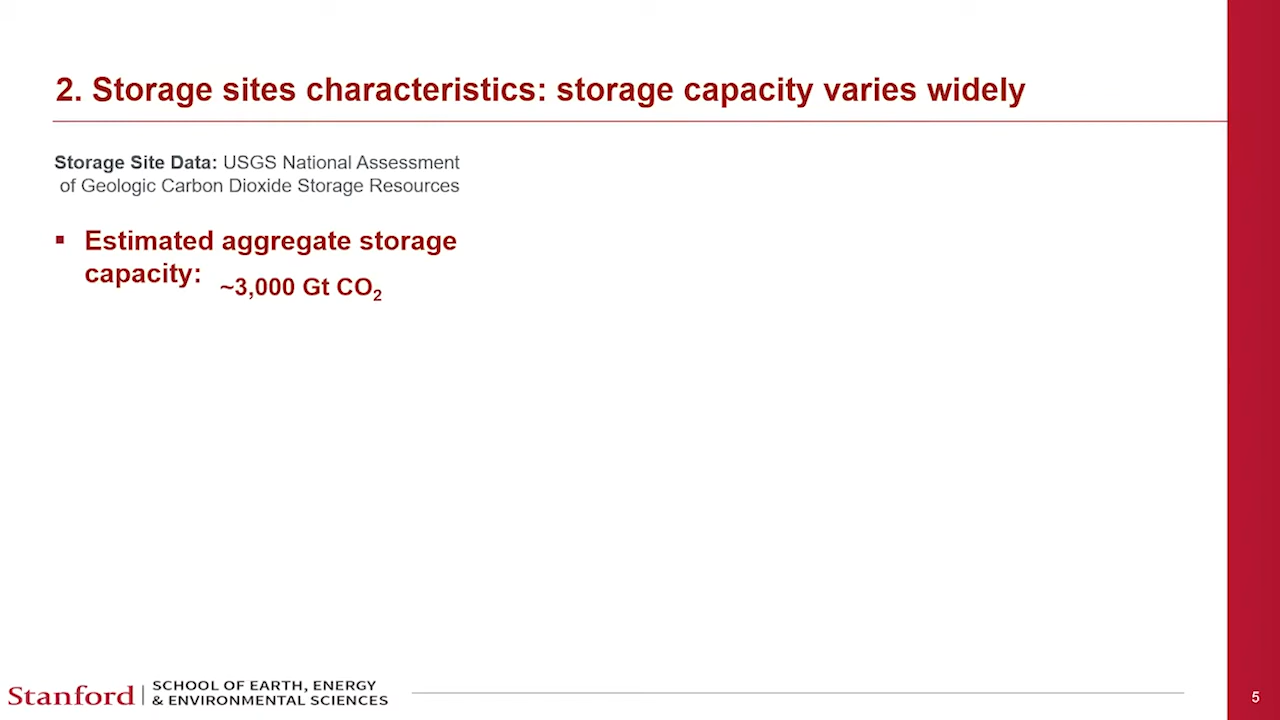 2. Storage sites characteristics: storage capacity varies widely
Storage Site Data: USGS National Assessment
of Geologic Carbon Dioxide Storage Resources
▪ Estimated aggregate storage
capacity: ~3,000 Gt CO₂
Stanford | SCHOOL OF EARTH, ENERGY
& ENVIRONMENTAL SCIENCES
5